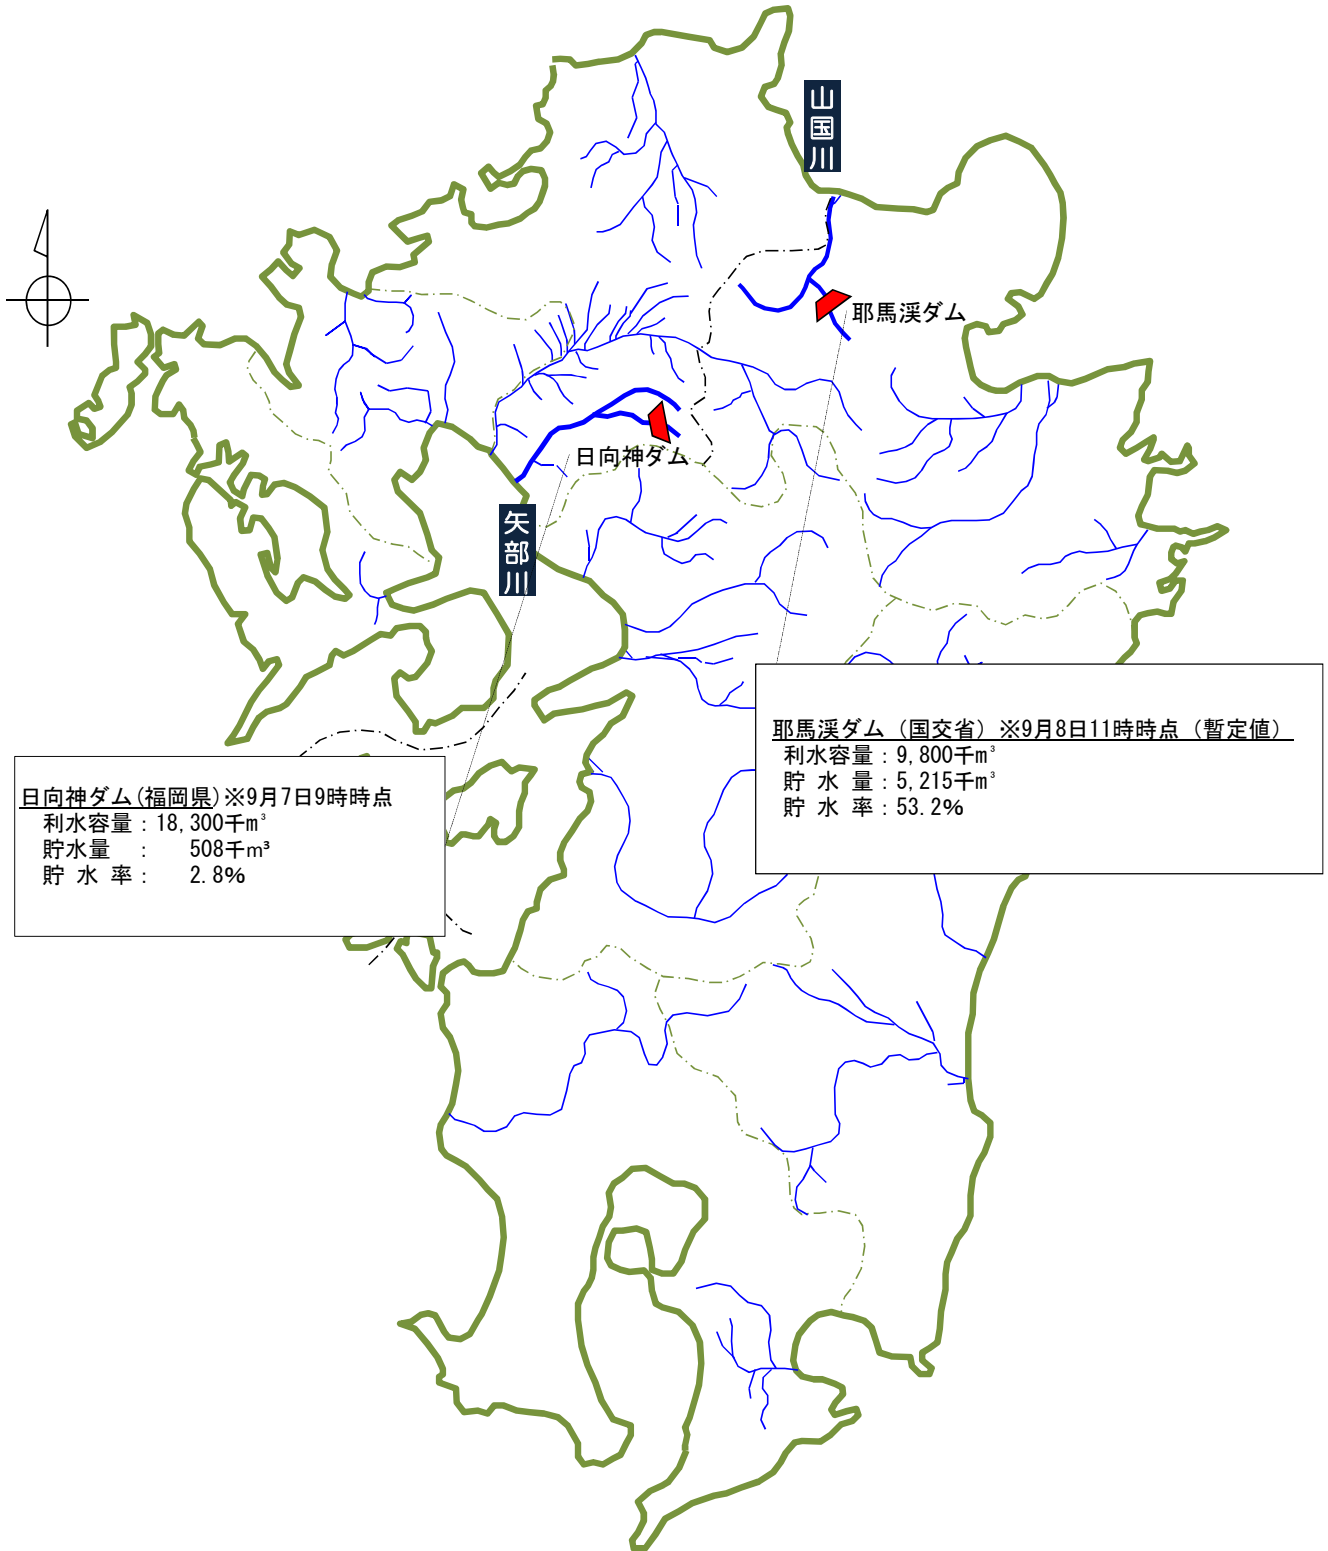 山国川
耶馬渓ダム
日向神ダム
矢部川
耶馬渓ダム（国交省）※9月8日11時時点（暫定値）
利水容量：9,800千m³
貯 水 量：5,215千m³
貯 水 率：53.2%
日向神ダム(福岡県)※9月7日9時時点
利水容量：18,300千m³
貯水量　：　508千m³
貯 水 率：　2.8%